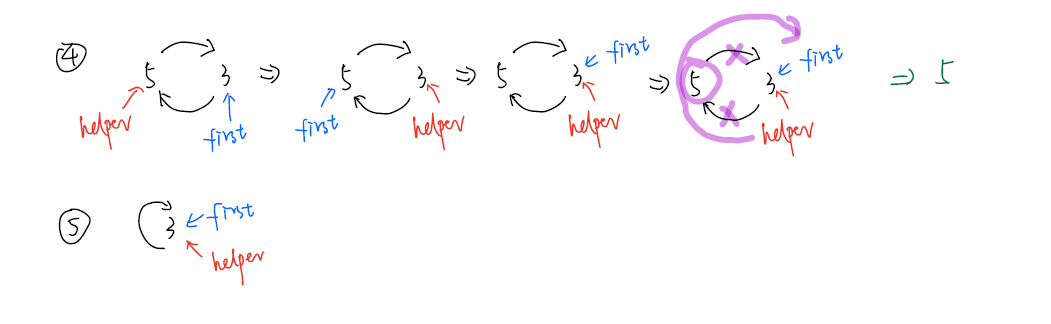 ④ 5 3 ⇒ 5 3 ⇒ 5 3 ← first ⇒ 5 3 ← first ⇒ 5
helper first first helper helper helper
⑤ 3 ← first
helper